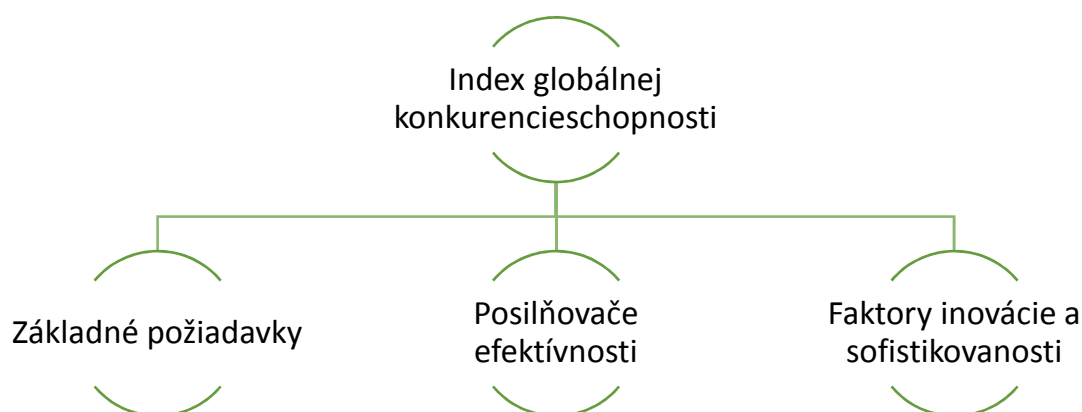 Index globálnej
konkurencieschopnosti
Základné požiadavky
Posilňovače
efektívnosti
Faktory inovácie a
sofistikovanosti